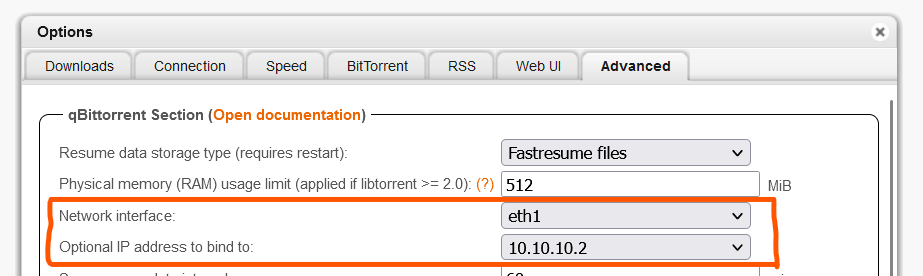 Options
Downloads Connection Speed BitTorrent RSS Web UI Advanced
qBittorrent Section (Open documentation)
Resume data storage type (requires restart): Fastresume files
Physical memory (RAM) usage limit (applied if libtorrent >= 2.0): (?) 512 MiB
Network interface: eth1
Optional IP address to bind to: 10.10.10.2